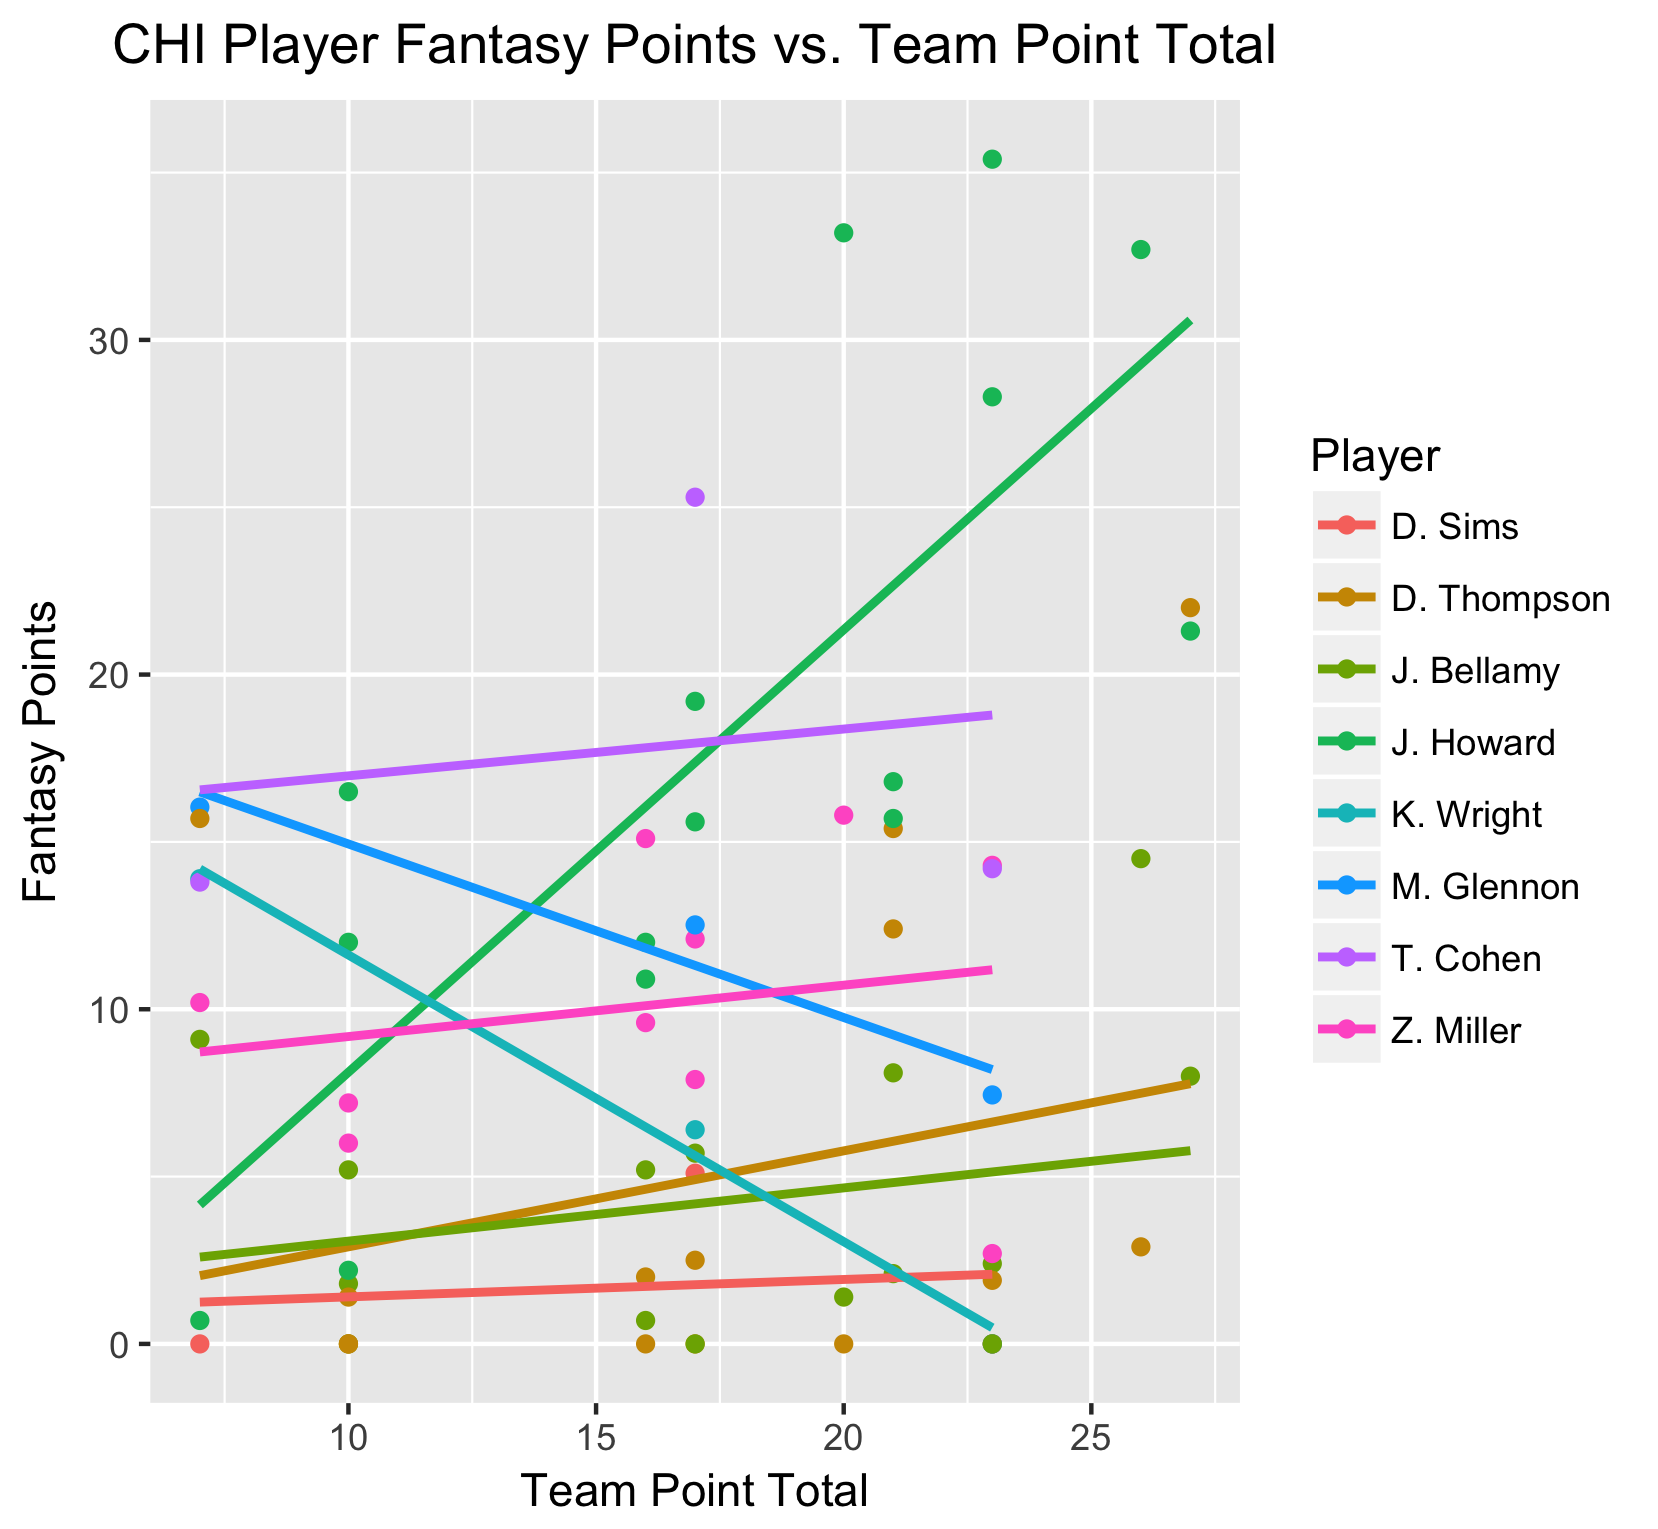 CHI Player Fantasy Points vs. Team Point Total
Fantasy Points
30
20
10
0
10 15 20 25
Team Point Total
Player
D. Sims
D. Thompson
J. Bellamy
J. Howard
K. Wright
M. Glennon
T. Cohen
Z. Miller